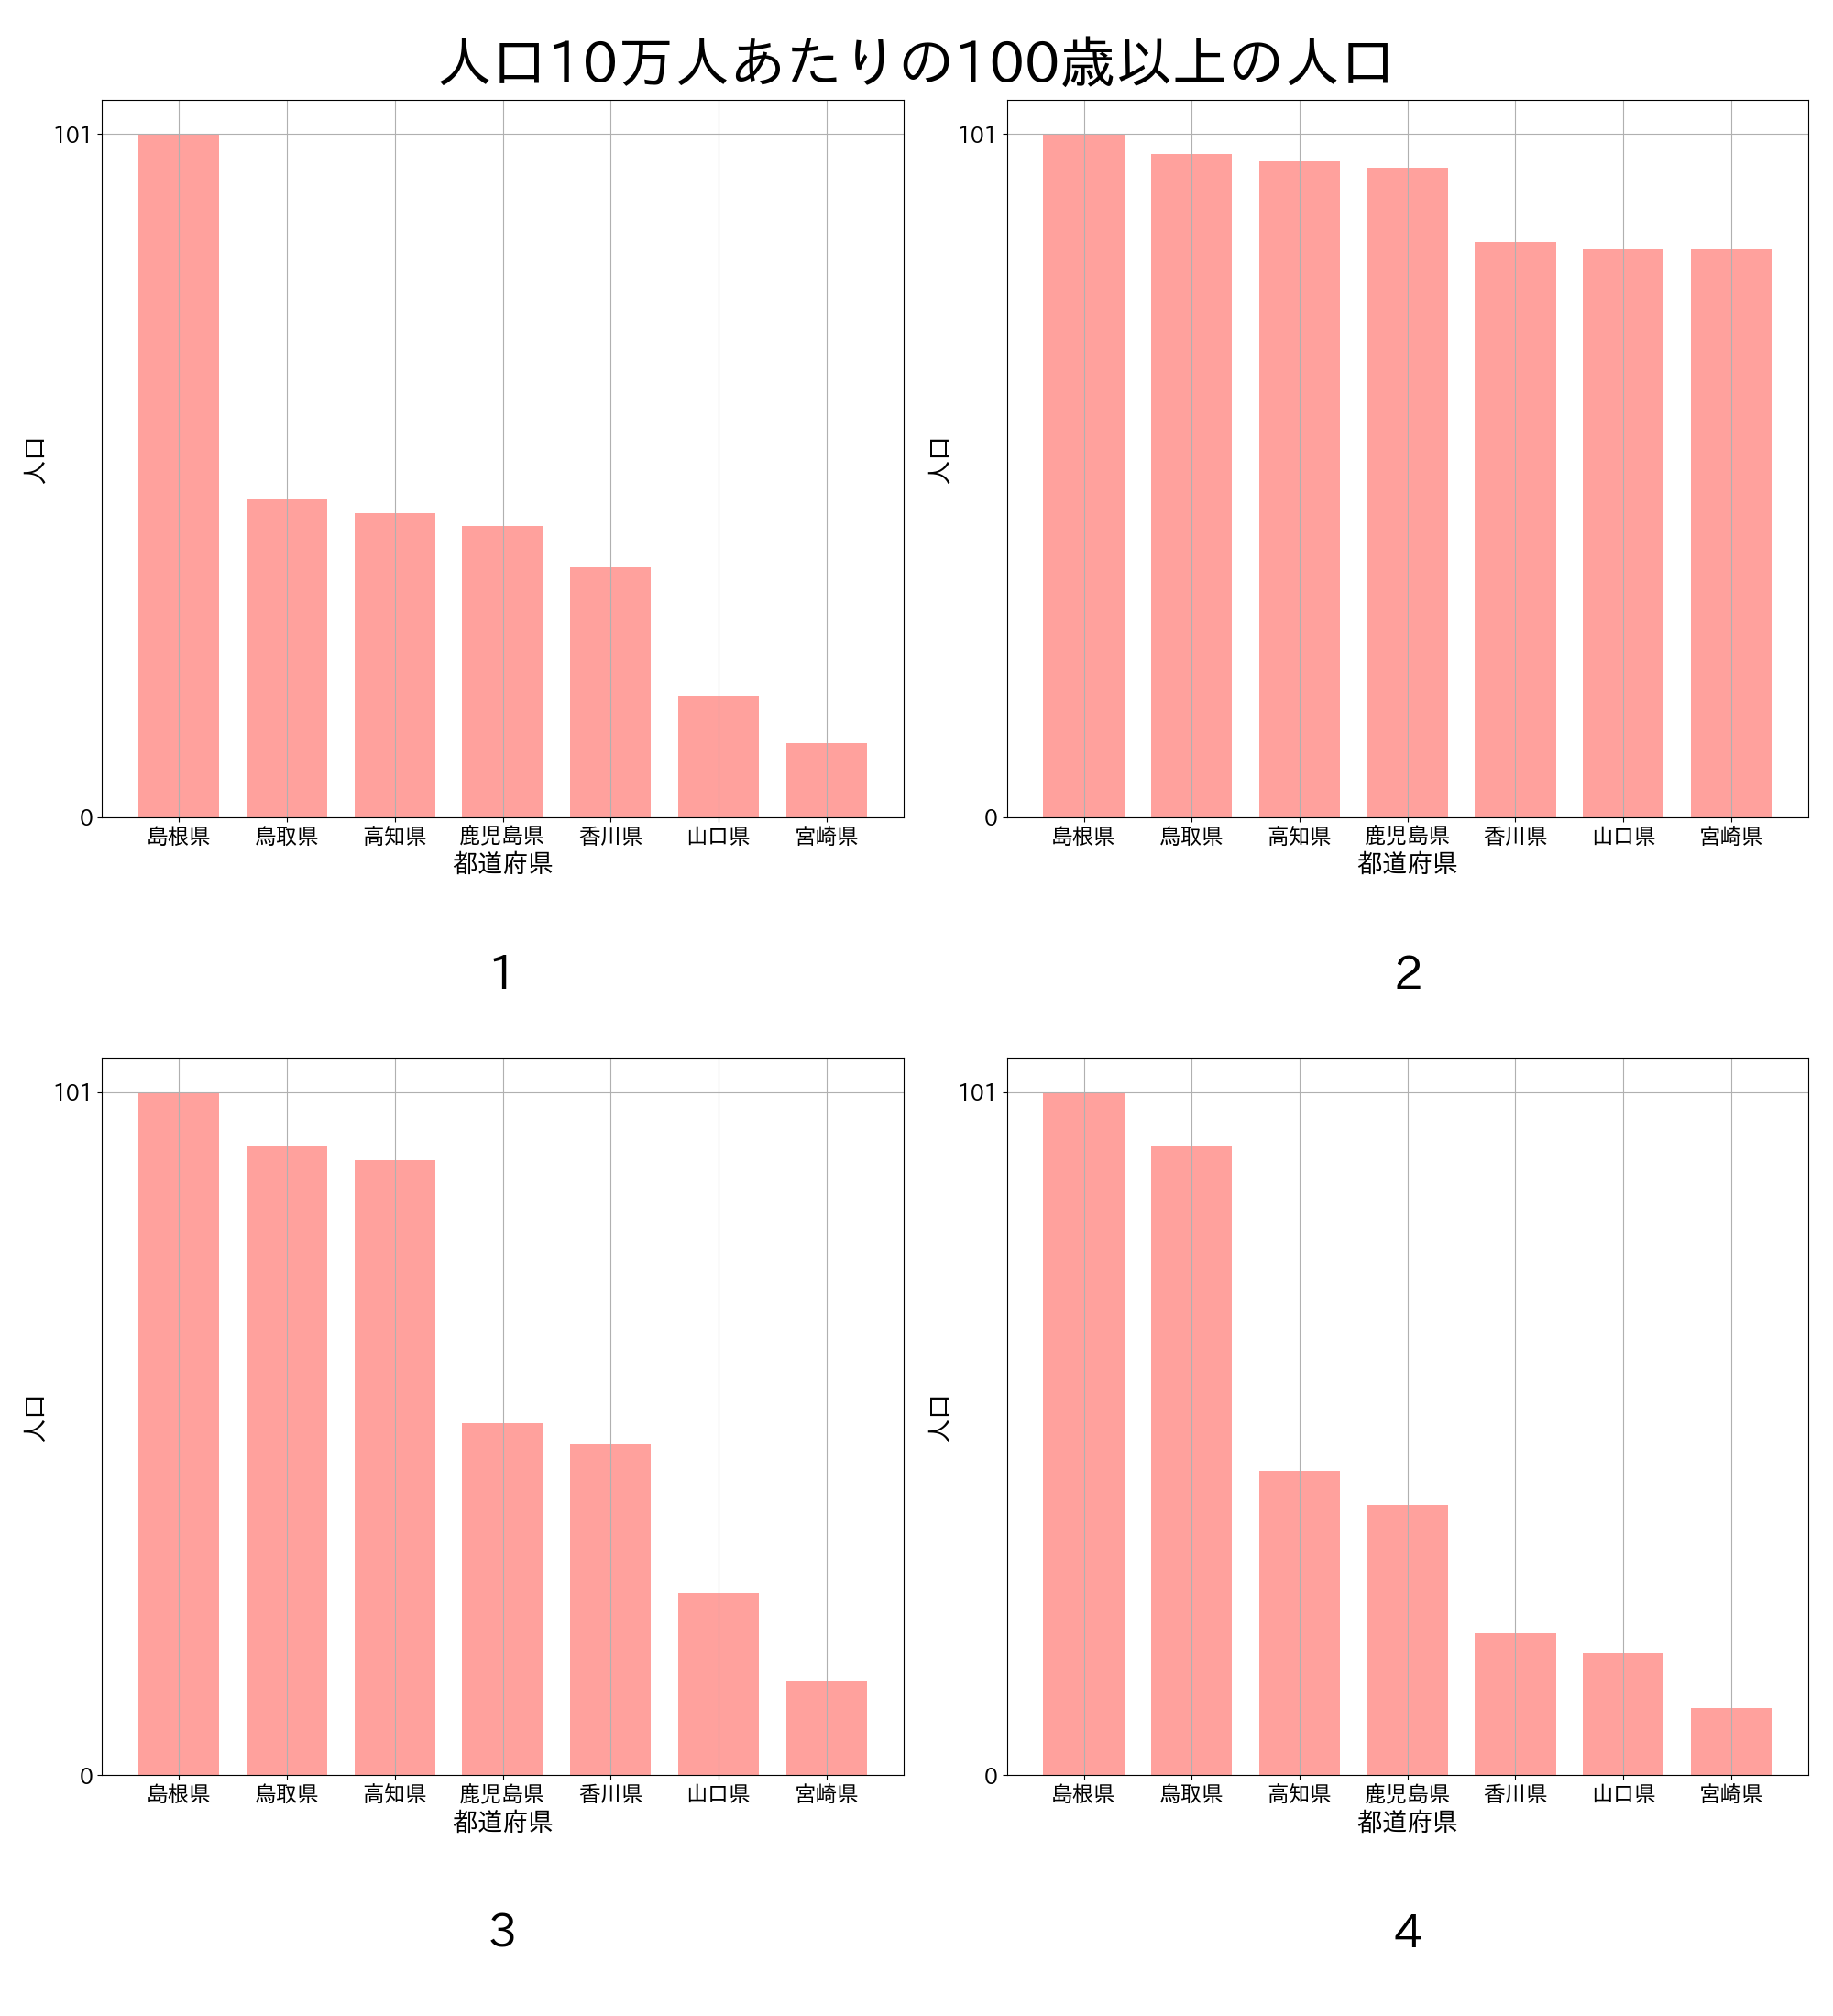 人口10万人あたりの100歳以上の人口
101
0
人口
島根県 鳥取県 高知県 鹿児島県 香川県 山口県 宮崎県
都道府県
1
101
0
人口
島根県 鳥取県 高知県 鹿児島県 香川県 山口県 宮崎県
都道府県
2
101
0
人口
島根県 鳥取県 高知県 鹿児島県 香川県 山口県 宮崎県
都道府県
3
101
0
人口
島根県 鳥取県 高知県 鹿児島県 香川県 山口県 宮崎県
都道府県
4